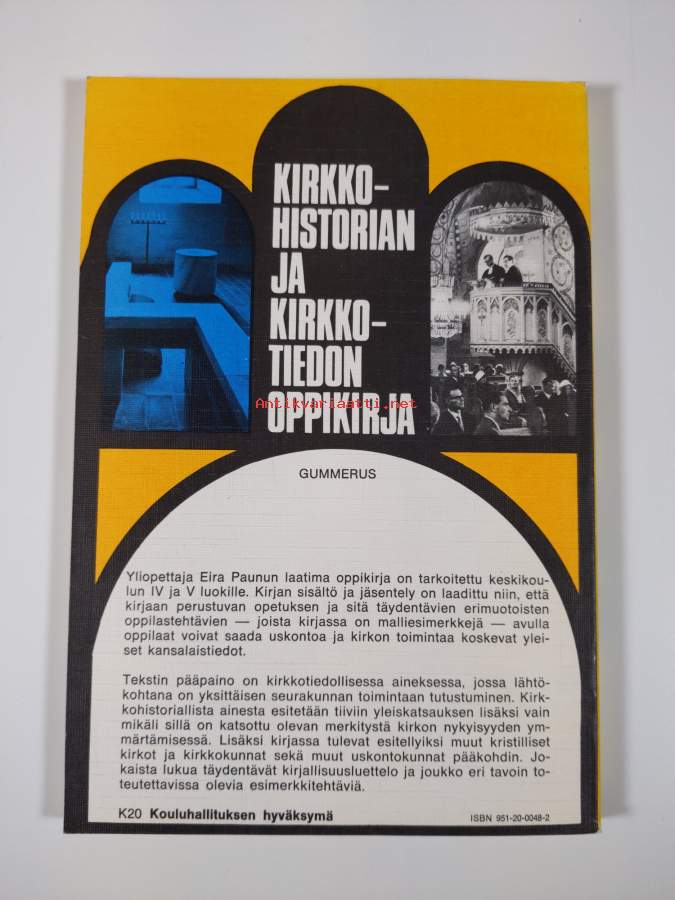 KIRKKO-
HISTORIAN
JA
KIRKKO-
TIEDON
OPPIKIRJA
Antikvariaatti.net
GUMMERUS
Yliopettaja Eira Paunun laatima oppikirja on tarkoitettu keskikou-
lun IV ja V luokille. Kirjan sisältö ja jäsentely on laadittu niin, että
kirjaan perustuvan opetuksen ja sitä täydentävien erimuotoisten
oppilastehtävien — joista kirjassa on malliesimerkkejä — avulla
oppilaat voivat saada uskontoa ja kirkon toimintaa koskevat ylei-
set kansalaistiedot.
Tekstin pääpaino on kirkkotiedollisessa aineksessa, jossa lähtö-
kohtana on yksittäisen seurakunnan toimintaan tutustuminen. Kirk-
kohistoriallista ainesta esitetään tiiviin yleiskatsauksen lisäksi vain
mikäli sillä on katsottu olevan merkitystä kirkon nykyisyyden ym-
märtämisessä. Lisäksi kirjassa tulevat esitellyiksi muut kristilliset
kirkot ja kirkkokunnat sekä muut uskontokunnat pääkohdin. Jo-
kaista lukua täydentävät kirjallisuusluettelo ja joukko eri tavoin to-
teutettavissa olevia esimerkkitehtäviä.
K20 Kouluhallituksen hyväksymä
ISBN 951-20-0048-2